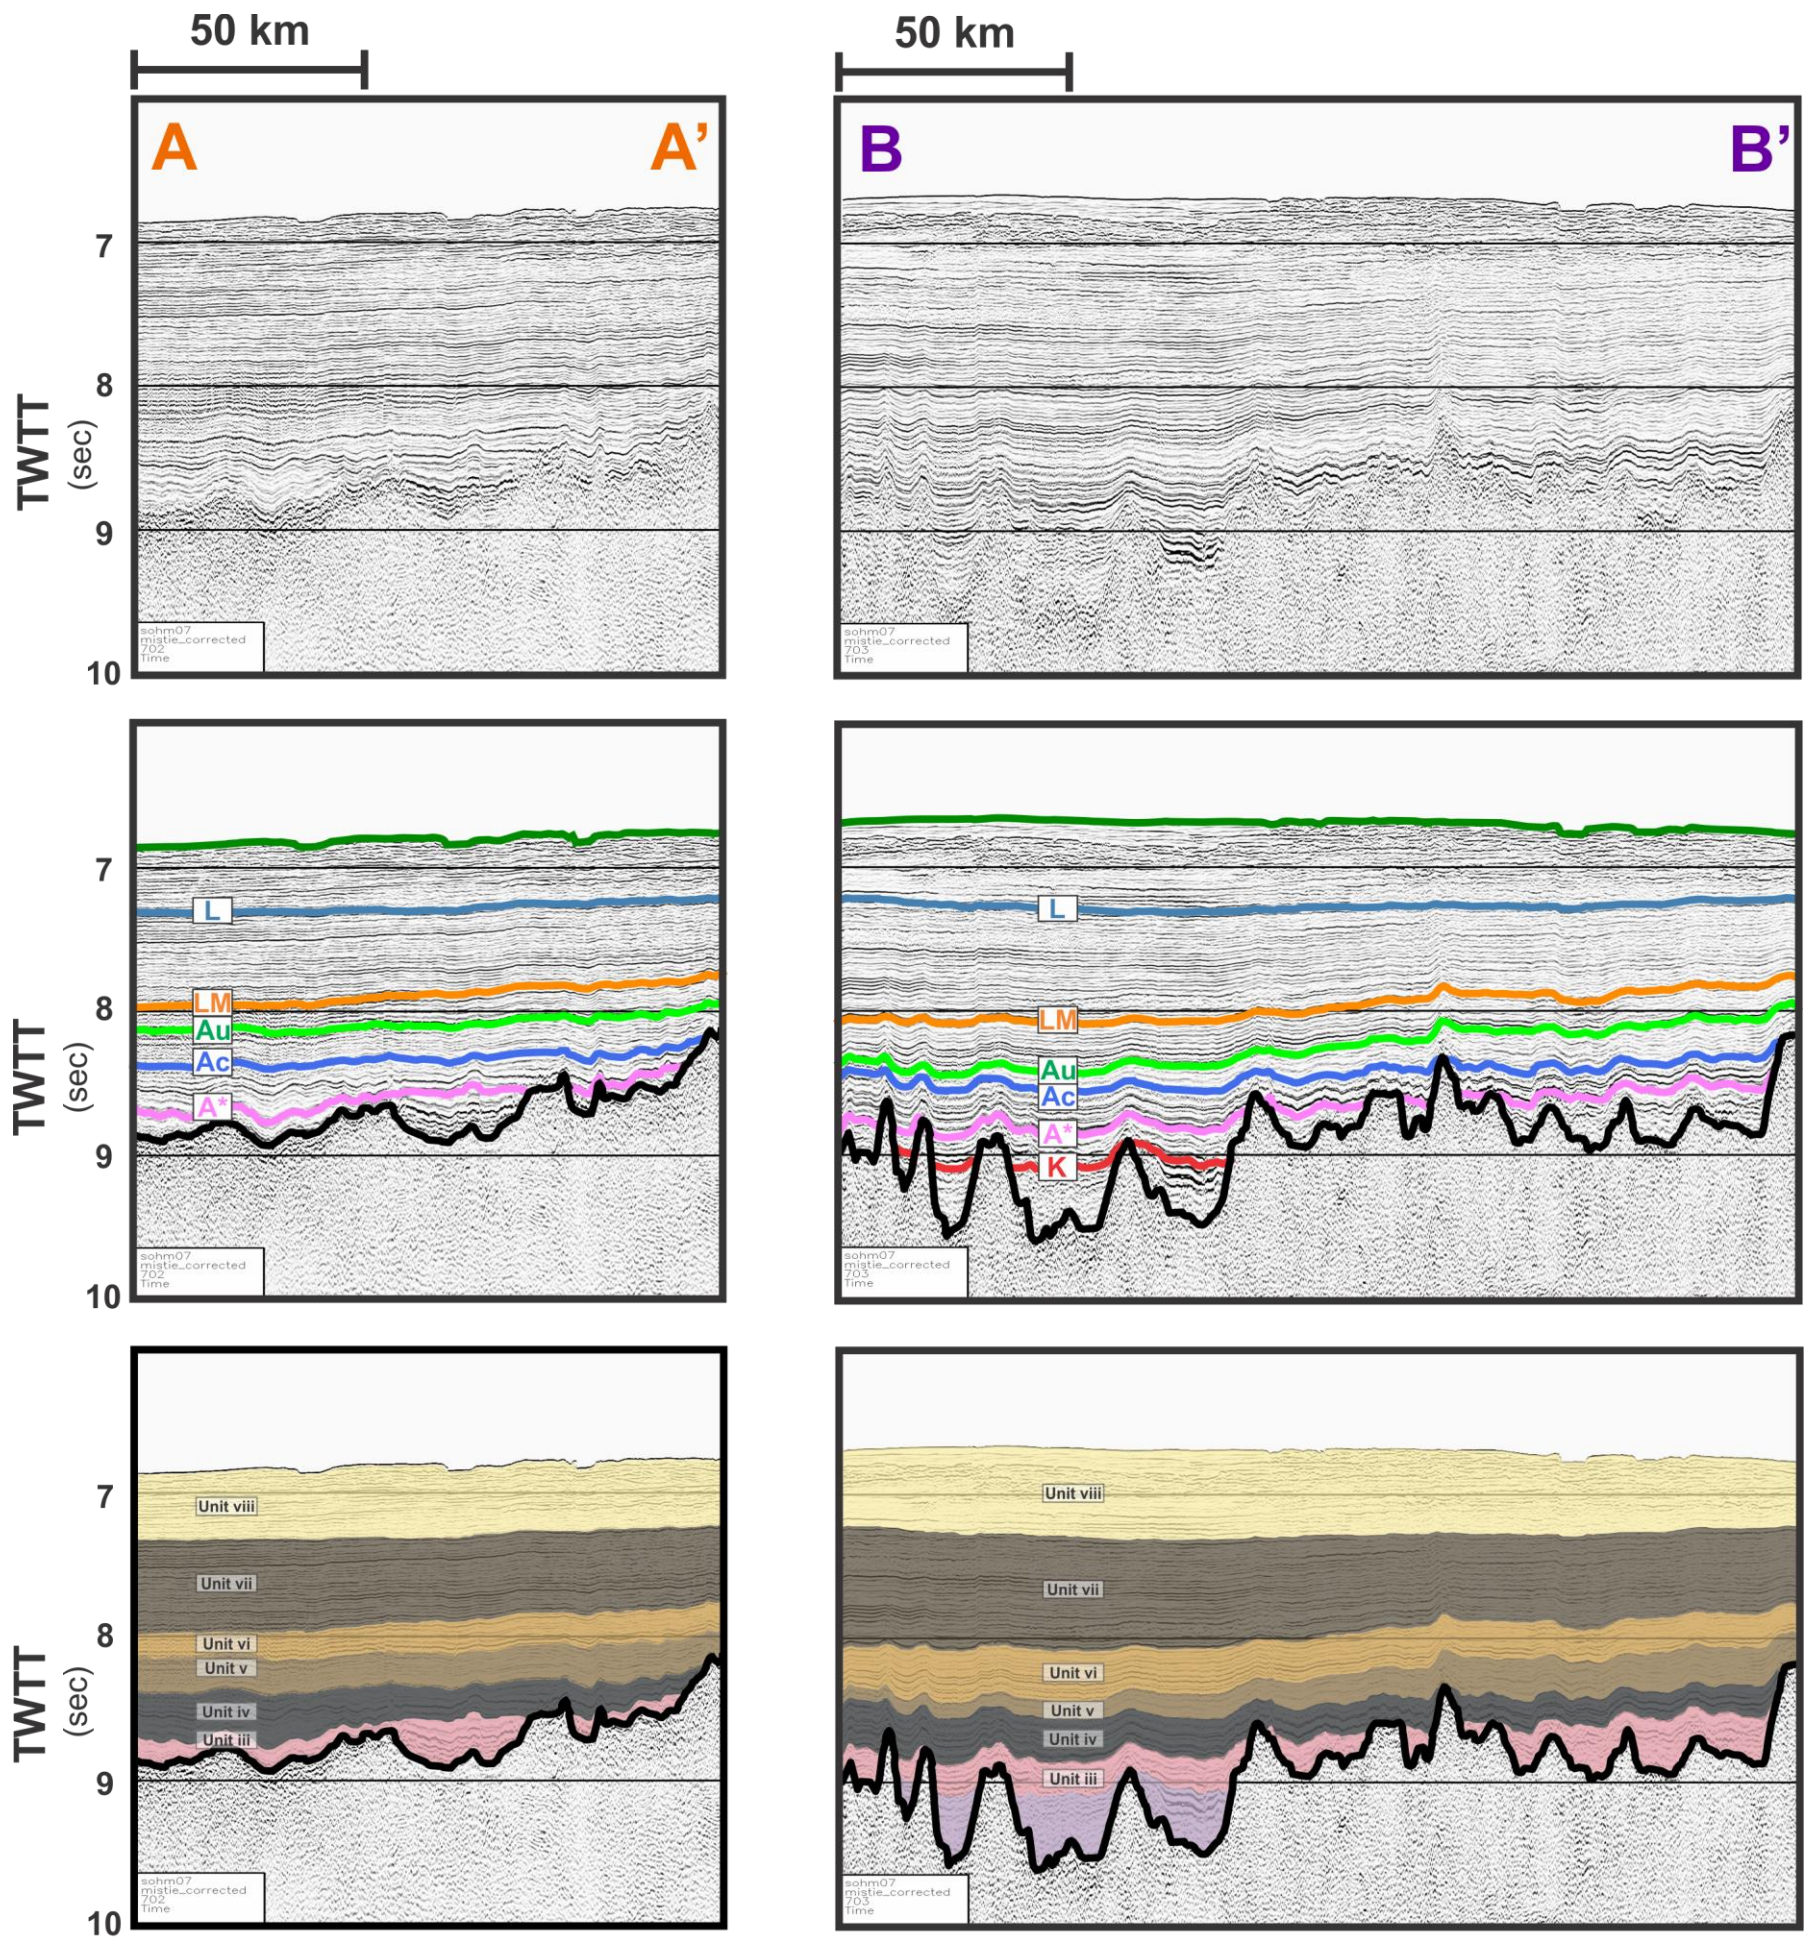 50 km
50 km
A
A’
B
B’
7
8
9
10
TWTT
(sec)
sohm07
mistie_corrected
702
Time
sohm07
mistie_corrected
703
Time
7
8
9
10
TWTT
(sec)
L
LM
Au
Ac
A*
sohm07
mistie_corrected
702
Time
L
LM
Au
Ac
A*
K
sohm07
mistie_corrected
703
Time
7
8
9
10
TWTT
(sec)
Unit viii
Unit vii
Unit vi
Unit v
Unit iv
Unit iii
sohm07
mistie_corrected
702
Time
Unit viii
Unit vii
Unit vi
Unit v
Unit iv
Unit iii
sohm07
mistie_corrected
703
Time